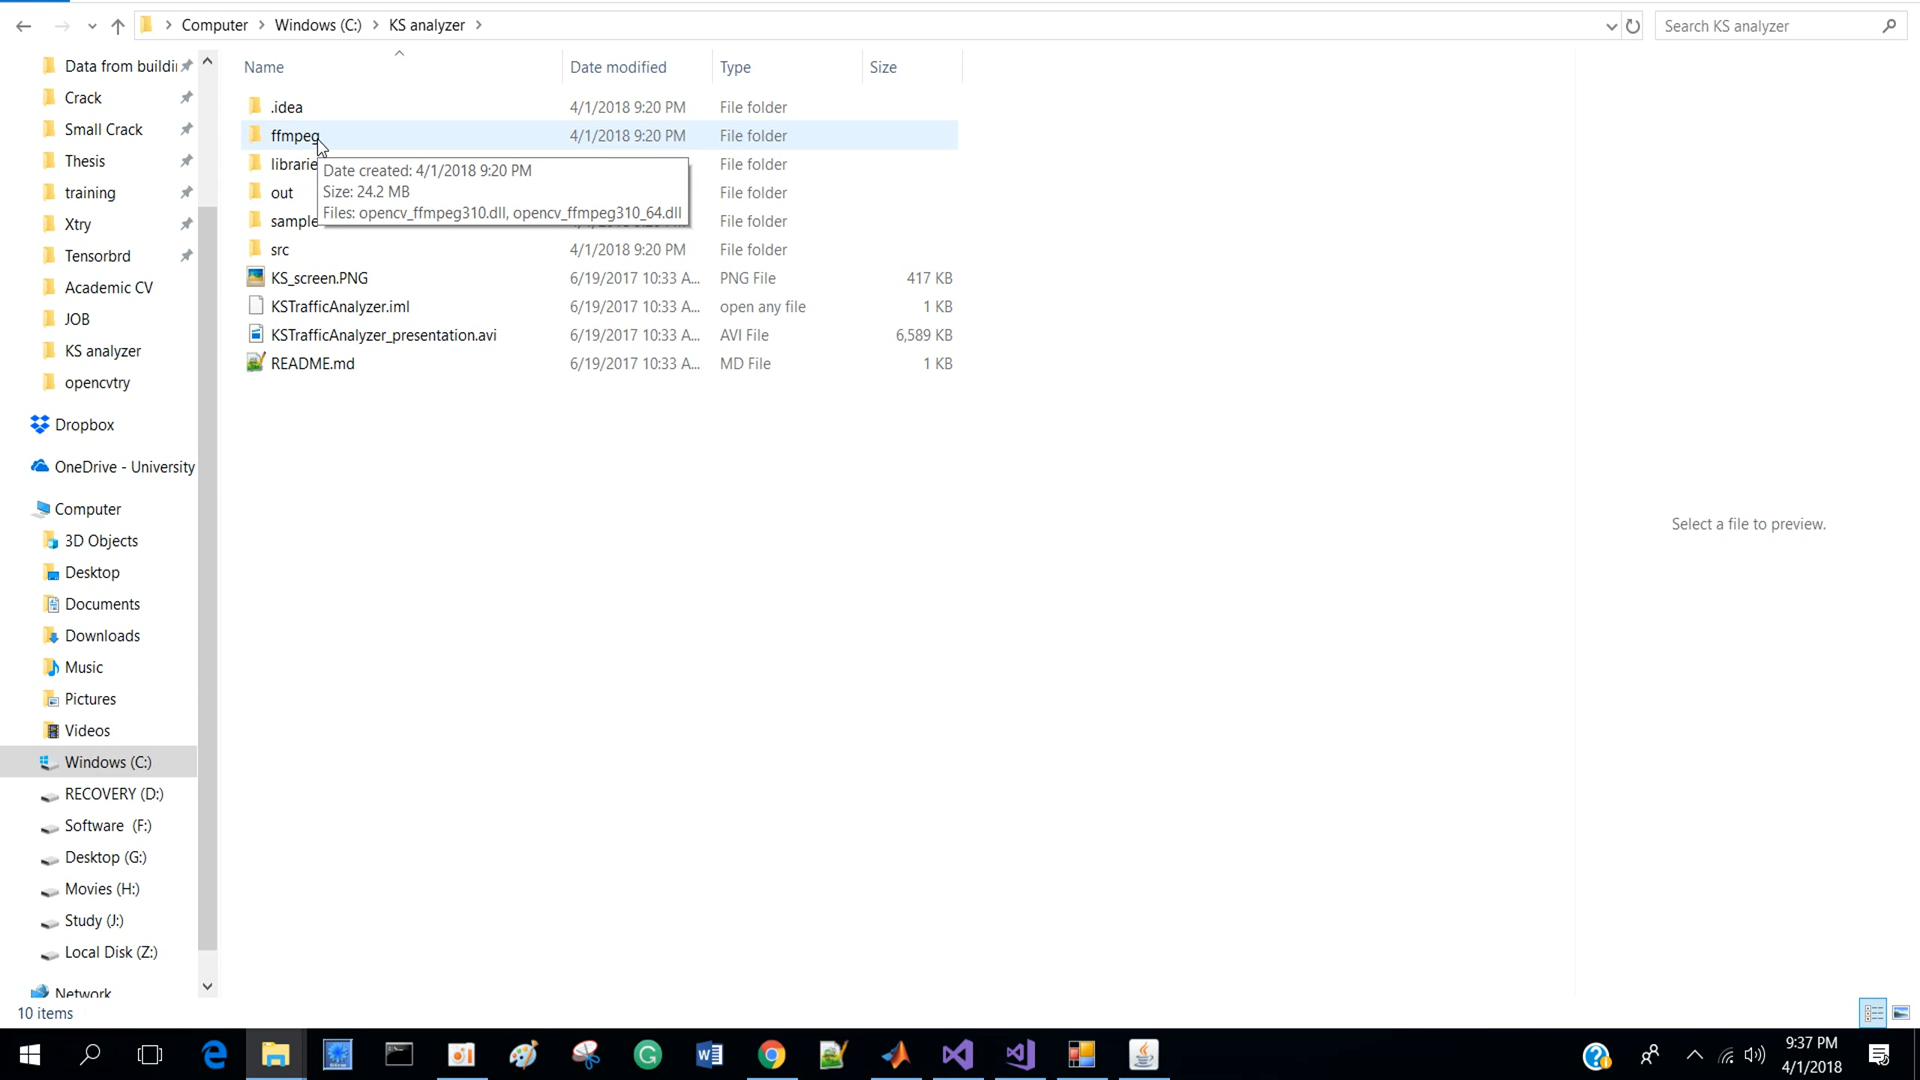 Computer > Windows (C:) > KS analyzer >
Search KS analyzer
Data from buildi
Crack
Small Crack
Thesis
training
Xtry
Tensorbrd
Academic CV
JOB
KS analyzer
opencvtry
Dropbox
OneDrive - University
Computer
3D Objects
Desktop
Documents
Downloads
Music
Pictures
Videos
Windows (C:)
RECOVERY (D:)
Software (F:)
Desktop (G:)
Movies (H:)
Study (J:)
Local Disk (Z:)
Network
Name Date modified Type Size
.idea 4/1/2018 9:20 PM File folder
ffmpeg 4/1/2018 9:20 PM File folder
librarie File folder
out File folder
sample File folder
src 4/1/2018 9:20 PM File folder
KS_screen.PNG 6/19/2017 10:33 A... PNG File 417 KB
KSTrafficAnalyzer.iml 6/19/2017 10:33 A... open any file 1 KB
KSTrafficAnalyzer_presentation.avi 6/19/2017 10:33 A... AVI File 6,589 KB
README.md 6/19/2017 10:33 A... MD File 1 KB
Date created: 4/1/2018 9:20 PM
Size: 24.2 MB
Files: opencv_ffmpeg310.dll, opencv_ffmpeg310_64.dll
Select a file to preview.
10 items
9:37 PM
4/1/2018